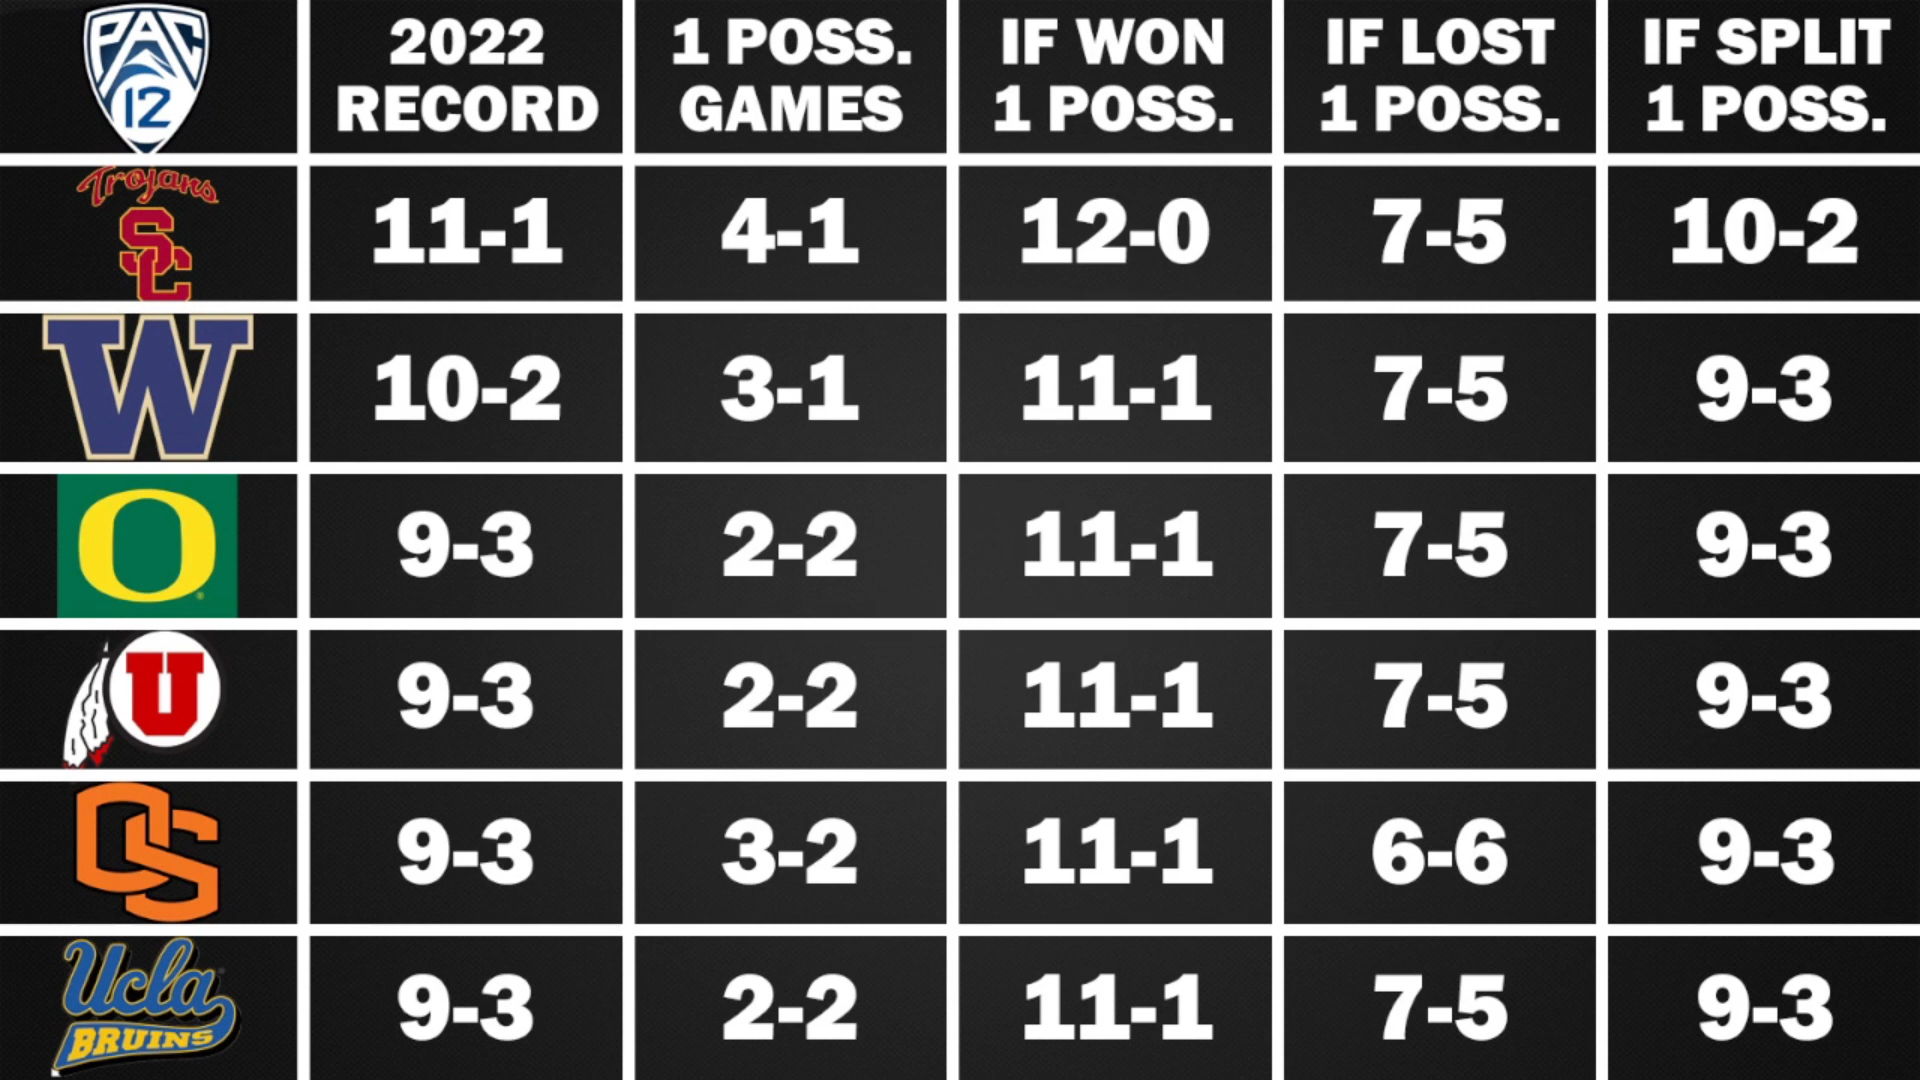 PAC
12
2022
RECORD
1 POSS.
GAMES
IF WON
1 POSS.
IF LOST
1 POSS.
IF SPLIT
1 POSS.
Trojans
SC
11-1
4-1
12-0
7-5
10-2
W
10-2
3-1
11-1
7-5
9-3
O
9-3
2-2
11-1
7-5
9-3
U
9-3
2-2
11-1
7-5
9-3
OS
9-3
3-2
11-1
6-6
9-3
Ucla
BRUINS
9-3
2-2
11-1
7-5
9-3